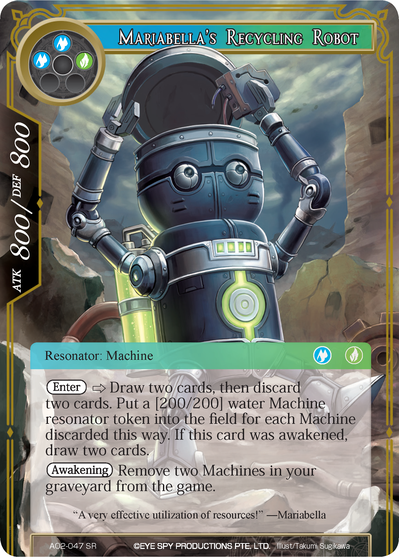 Mariabella's Recycling Robot
ATK 800/DEF 800
Resonator: Machine
Enter ⇨ Draw two cards, then discard
two cards. Put a [200/200] water Machine
resonator token into the field for each Machine
discarded this way. If this card was awakened,
draw two cards.
Awakening Remove two Machines in your
graveyard from the game.
“A very effective utilization of resources!” —Mariabella
A02-047 SR ©EYE SPY PRODUCTIONS PTE. LTD. Illust/Takumi Sugikawa